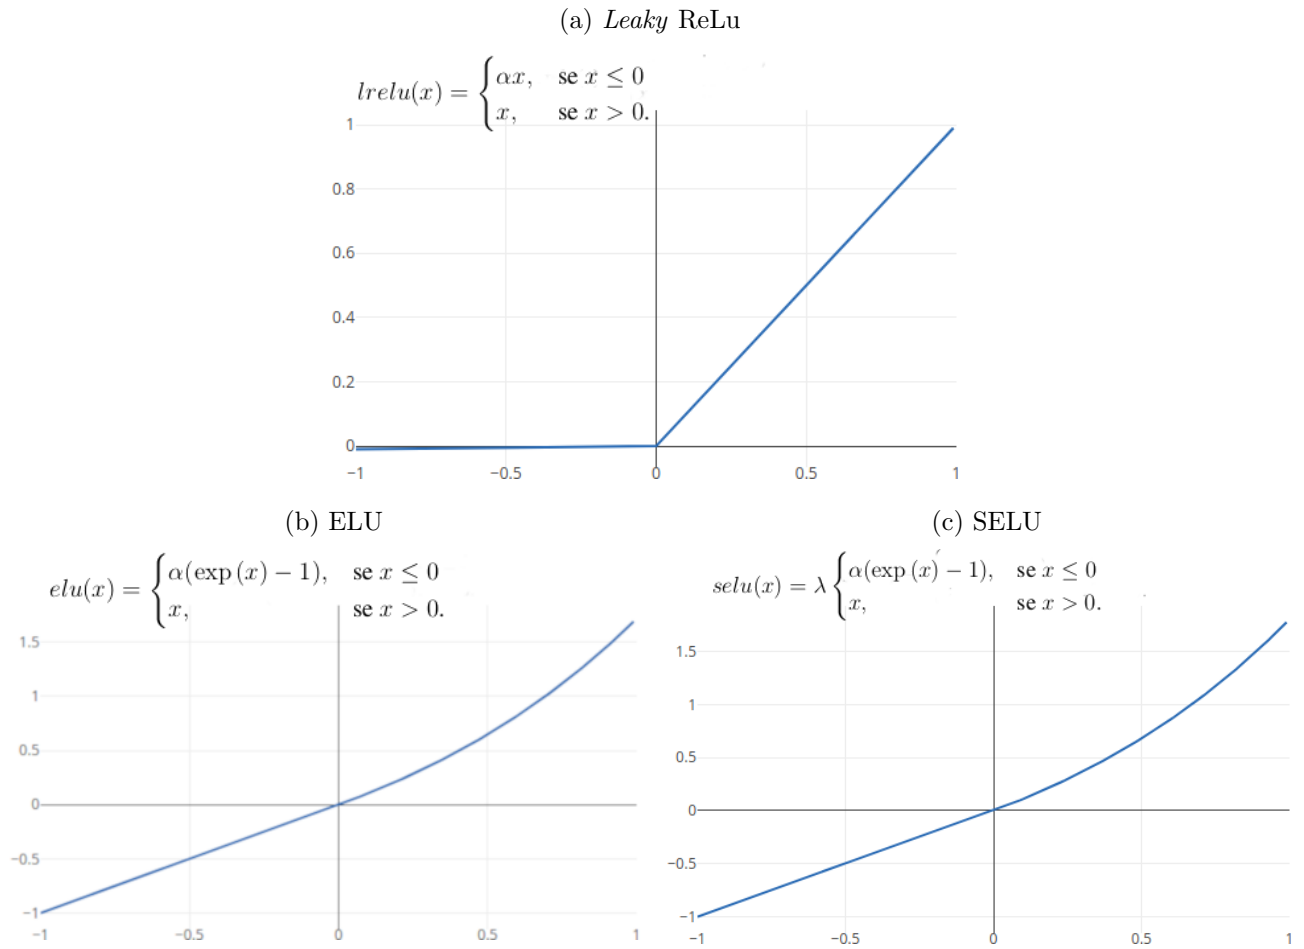 (a) Leaky ReLu
lrelu(x) = { αx, se x ≤ 0
x, se x > 0.
1
0.8
0.6
0.4
0.2
0
−1 −0.5 0 0.5 1
(b) ELU
elu(x) = { α(exp (x) − 1), se x ≤ 0
x, se x > 0.
1.5
1
0.5
0
−0.5
−1
−1 −0.5 0 0.5 1
(c) SELU
selu(x) = λ { α(exp (x) − 1), se x ≤ 0
x, se x > 0.
1.5
1
0.5
0
−0.5
−1
−1 −0.5 0 0.5 1